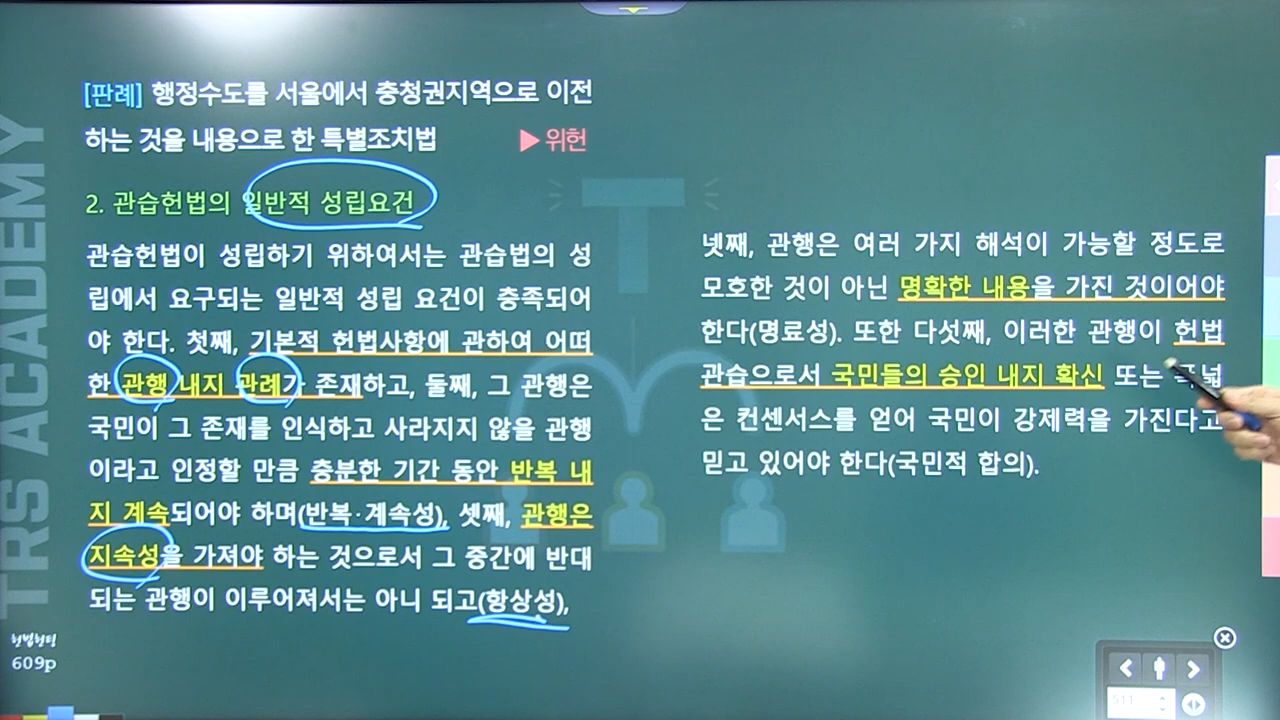 [판례] 행정수도를 서울에서 충청권지역으로 이전
하는 것을 내용으로 한 특별조치법 ▶ 위헌
2. 관습헌법의 일반적 성립요건
관습헌법이 성립하기 위하여서는 관습법의 성
립에서 요구되는 일반적 성립 요건이 충족되어
야 한다. 첫째, 기본적 헌법사항에 관하여 어떠
한 관행 내지 관례가 존재하고, 둘째, 그 관행은
국민이 그 존재를 인식하고 사라지지 않을 관행
이라고 인정할 만큼 충분한 기간 동안 반복 내
지 계속되어야 하며(반복·계속성), 셋째, 관행은
지속성을 가져야 하는 것으로서 그 중간에 반대
되는 관행이 이루어져서는 아니 되고(항상성),
넷째, 관행은 여러 가지 해석이 가능할 정도로
모호한 것이 아닌 명확한 내용을 가진 것이어야
한다(명료성). 또한 다섯째, 이러한 관행이 헌법
관습으로서 국민들의 승인 내지 확신 또는 폭넓
은 컨센서스를 얻어 국민이 강제력을 가진다고
믿고 있어야 한다(국민적 합의).
TRS ACADEMY
609p
511